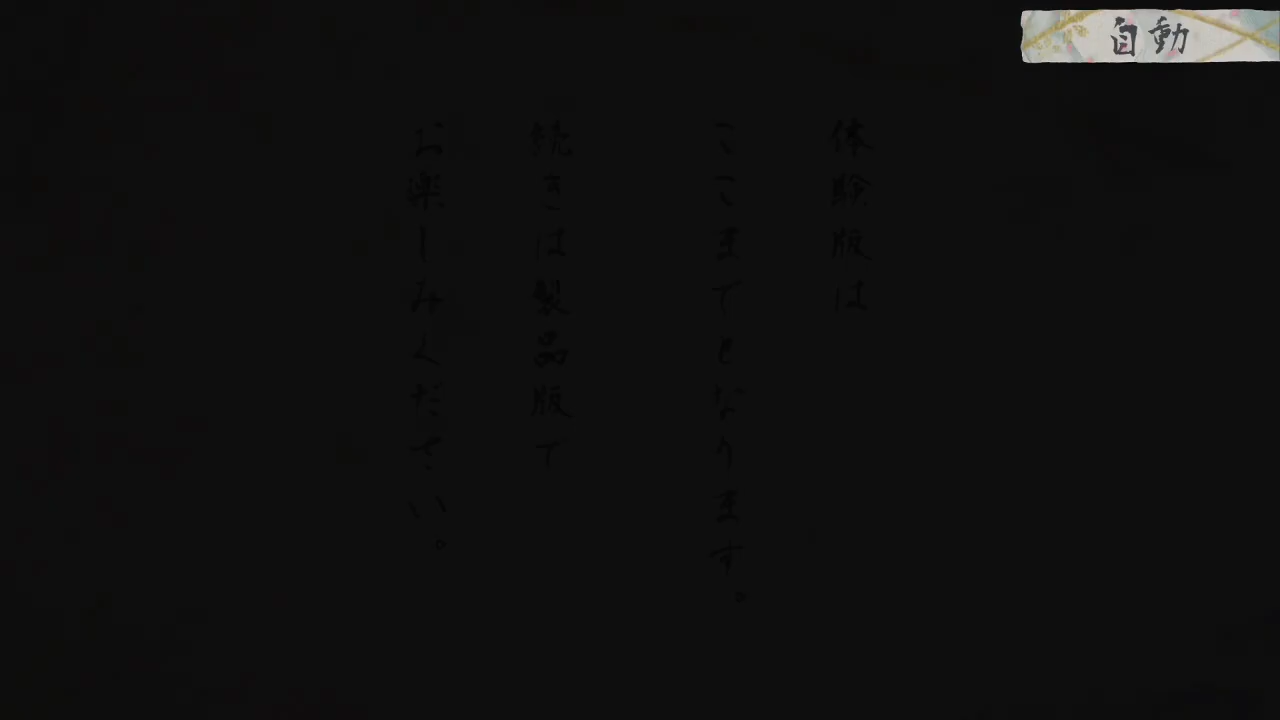 自動
体験版は
ここまでとなります。
続きは製品版で
お楽しみください。